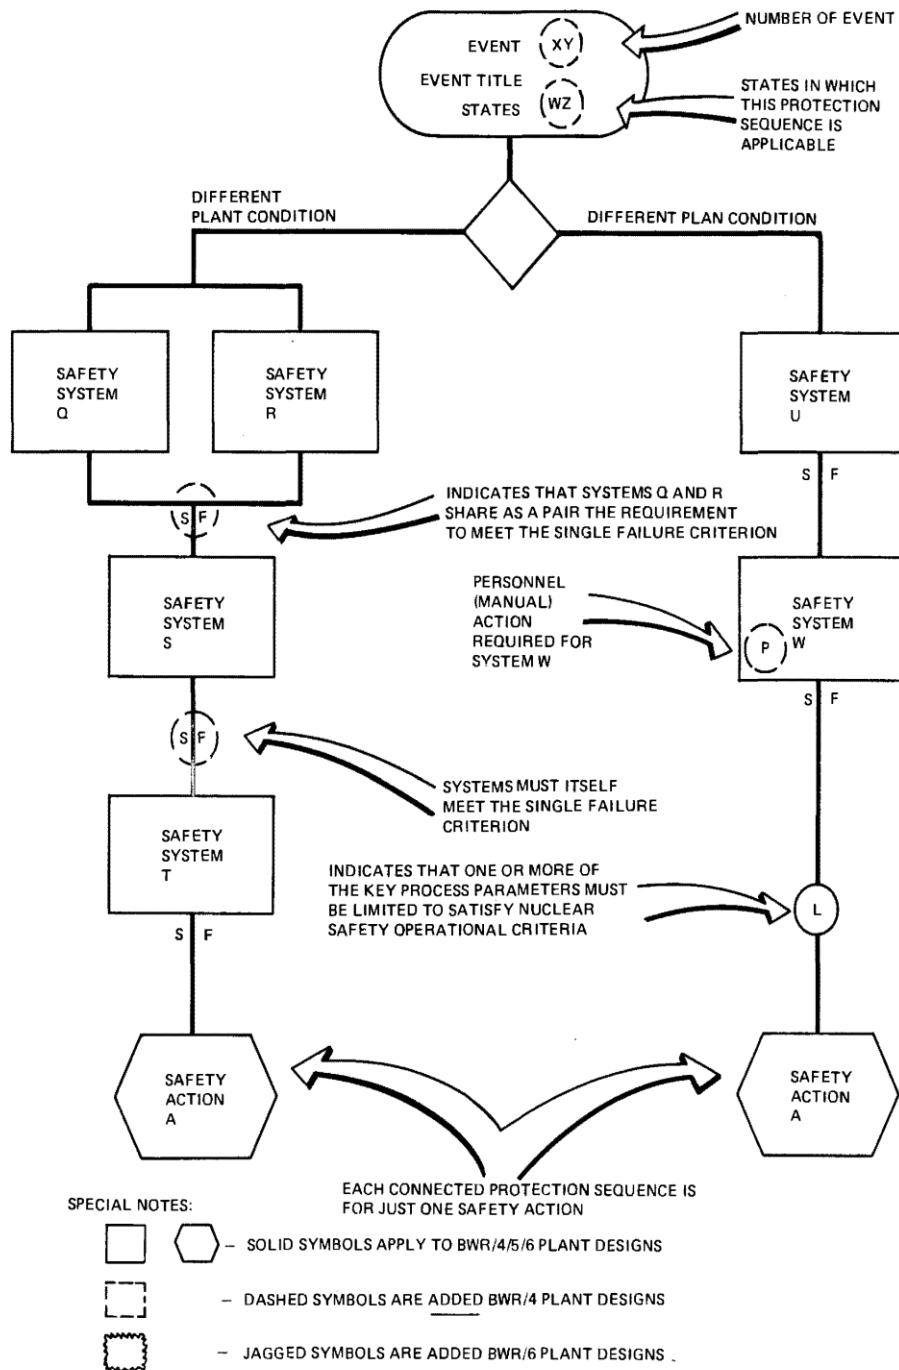 NUMBER OF EVENT
EVENT XY
EVENT TITLE
STATES WZ
STATES IN WHICH
THIS PROTECTION
SEQUENCE IS
APPLICABLE
DIFFERENT
PLANT CONDITION
DIFFERENT PLAN CONDITION
SAFETY
SYSTEM
Q
SAFETY
SYSTEM
R
SAFETY
SYSTEM
U
S F
S F
INDICATES THAT SYSTEMS Q AND R
SHARE AS A PAIR THE REQUIREMENT
TO MEET THE SINGLE FAILURE CRITERION
SAFETY
SYSTEM
S
PERSONNEL
(MANUAL)
ACTION
REQUIRED FOR
SYSTEM W
SAFETY
SYSTEM
W
P
S F
S F
SYSTEMS MUST ITSELF
MEET THE SINGLE FAILURE
CRITERION
SAFETY
SYSTEM
T
INDICATES THAT ONE OR MORE OF
THE KEY PROCESS PARAMETERS MUST
BE LIMITED TO SATISFY NUCLEAR
SAFETY OPERATIONAL CRITERIA
L
S F
SAFETY
ACTION
A
SAFETY
ACTION
A
EACH CONNECTED PROTECTION SEQUENCE IS
FOR JUST ONE SAFETY ACTION
SPECIAL NOTES:
– SOLID SYMBOLS APPLY TO BWR/4/5/6 PLANT DESIGNS
– DASHED SYMBOLS ARE ADDED BWR/4 PLANT DESIGNS
– JAGGED SYMBOLS ARE ADDED BWR/6 PLANT DESIGNS